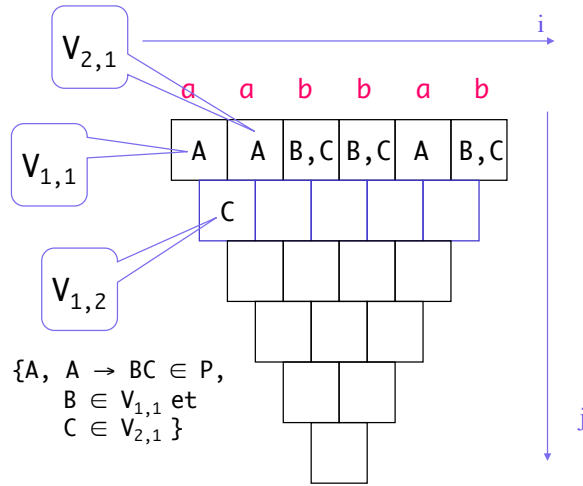 i
V2,1
a a b b a b
A A B,C B,C A B,C
V1,1
C
V1,2
{A, A → BC ∈ P,
B ∈ V1,1 et
C ∈ V2,1 }
j